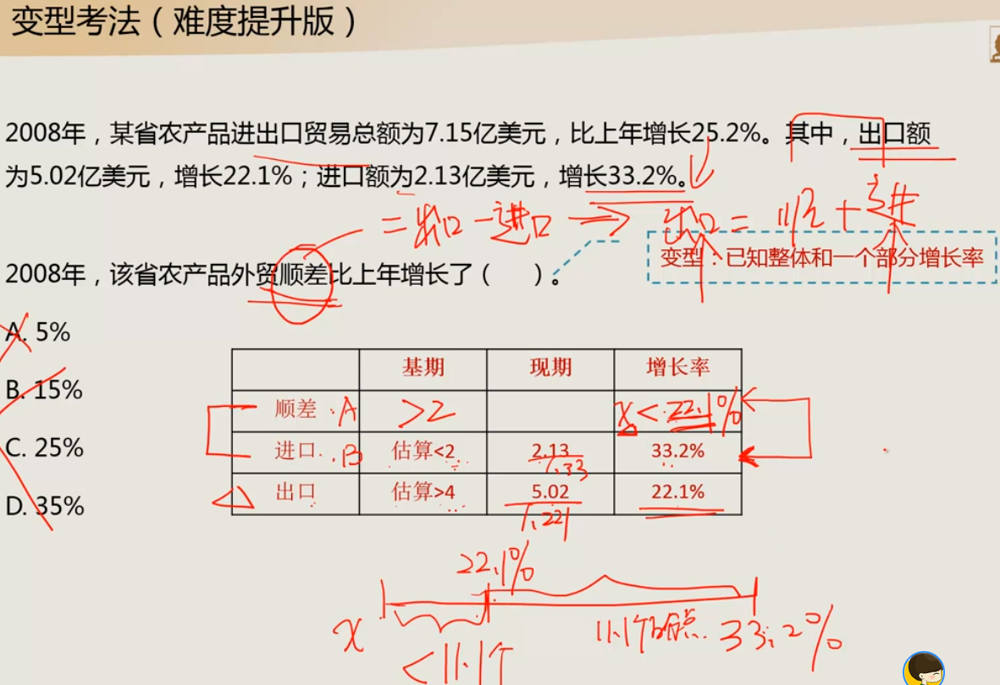 变型考法（难度提升版）
2008年，某省农产品进出口贸易总额为7.15亿美元，比上年增长25.2%。其中，出口额
为5.02亿美元，增长22.1%；进口额为2.13亿美元，增长33.2%。
=出口-进口 → 出口=顺+进
变型：已知整体和一个部分增长率
2008年，该省农产品外贸顺差比上年增长了（ ）。
A. 5%
B. 15%
C. 25%
D. 35%
基期 现期 增长率
顺差 A >2 x<22.1%
进口 B 估算<2 2.13 33.2%
1.33
出口 估算>4 5.02 22.1%
1.221
22.1%
x <11.1个 11.1个百分点 33.2%